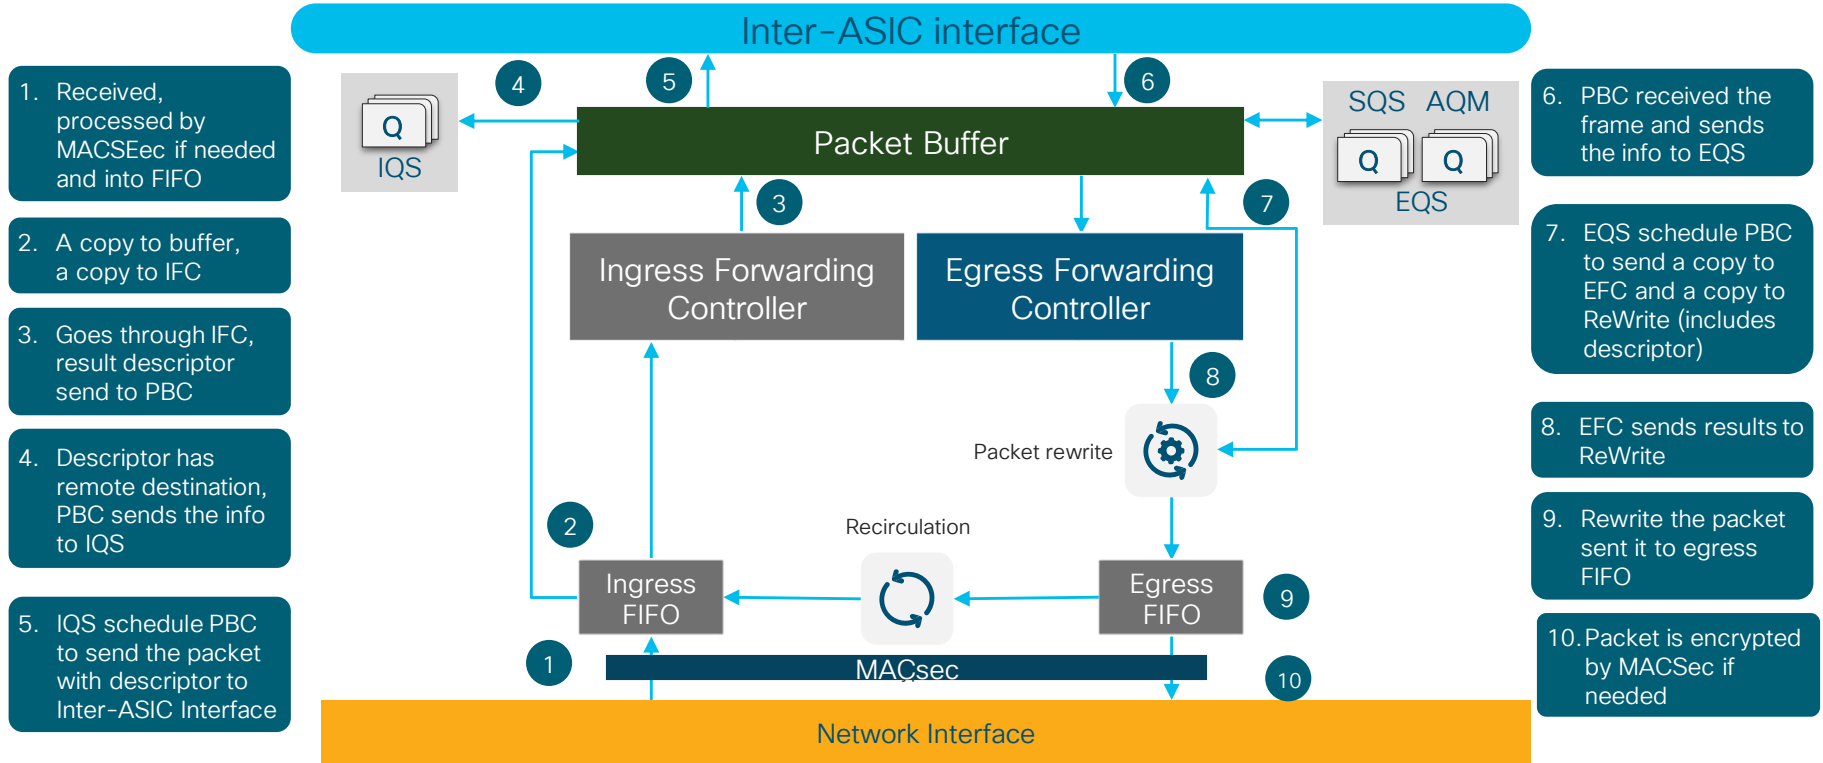 Inter-ASIC interface
1. Received,
processed by
MACSEec if needed
and into FIFO
2. A copy to buffer,
a copy to IFC
3. Goes through IFC,
result descriptor
send to PBC
4. Descriptor has
remote destination,
PBC sends the info
to IQS
5. IQS schedule PBC
to send the packet
with descriptor to
Inter-ASIC Interface
4
5
6
Q
IQS
Packet Buffer
SQS AQM
Q
Q
EQS
3
7
Ingress Forwarding
Controller
Egress Forwarding
Controller
8
Packet rewrite
2
Recirculation
Ingress
FIFO
Egress
FIFO
9
1
MACsec
10
Network Interface
6. PBC received the
frame and sends
the info to EQS
7. EQS schedule PBC
to send a copy to
EFC and a copy to
ReWrite (includes
descriptor)
8. EFC sends results to
ReWrite
9. Rewrite the packet
sent it to egress
FIFO
10. Packet is encrypted
by MACSec if
needed